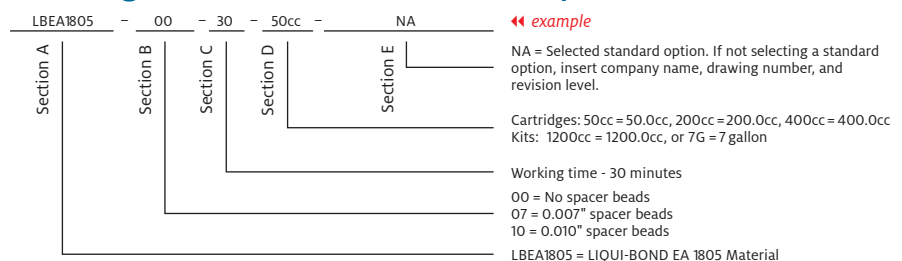 LBEA1805 – 00 – 30 – 50cc – NA
example
Section A
Section B
Section C
Section D
Section E
NA = Selected standard option. If not selecting a standard
option, insert company name, drawing number, and
revision level.
Cartridges: 50cc = 50.0cc, 200cc = 200.0cc, 400cc = 400.0cc
Kits: 1200cc = 1200.0cc, or 7G = 7 gallon
Working time - 30 minutes
00 = No spacer beads
07 = 0.007" spacer beads
10 = 0.010" spacer beads
LBEA1805 = LIQUI-BOND EA 1805 Material